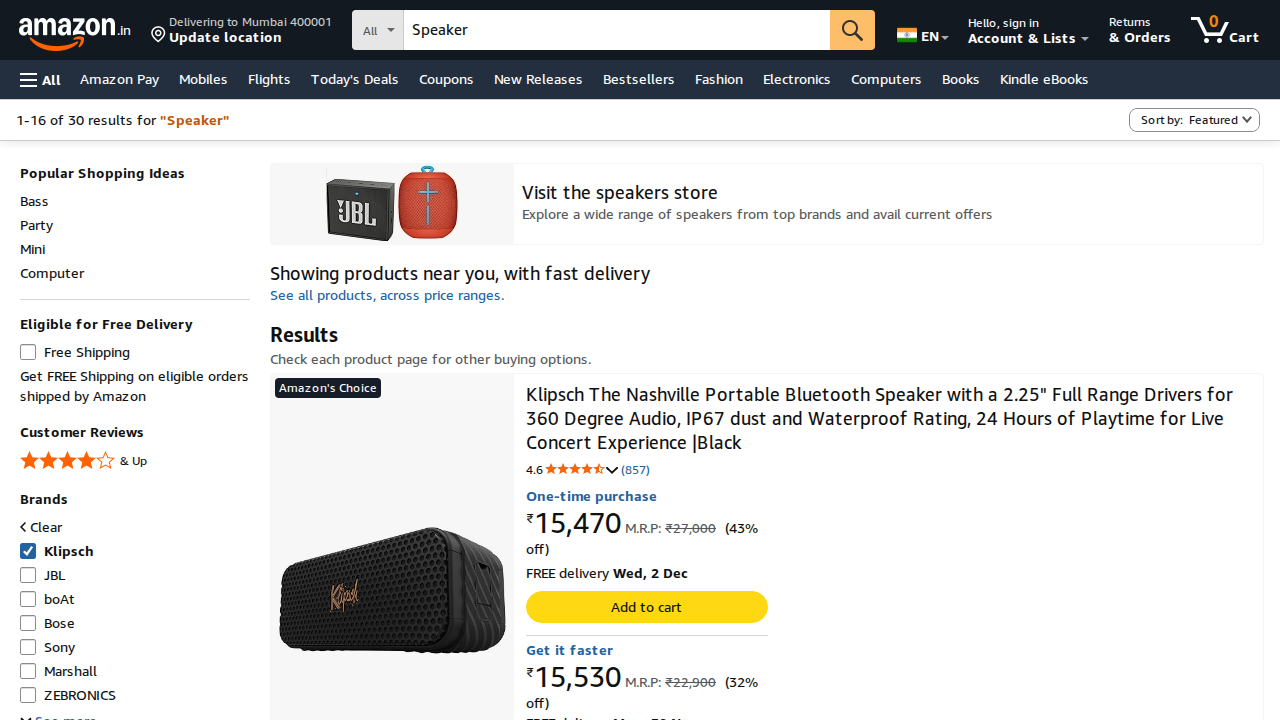 amazon.in
Delivering to Mumbai 400001
Update location
All
Speaker
EN
Hello, sign in
Account & Lists
Returns
& Orders
0
Cart
All
Amazon Pay
Mobiles
Flights
Today's Deals
Coupons
New Releases
Bestsellers
Fashion
Electronics
Computers
Books
Kindle eBooks
1-16 of 30 results for "Speaker"
Sort by: Featured
Popular Shopping Ideas
Bass
Party
Mini
Computer
Eligible for Free Delivery
Free Shipping
Get FREE Shipping on eligible orders
shipped by Amazon
Customer Reviews
& Up
Brands
Clear
Klipsch
JBL
boAt
Bose
Sony
Marshall
ZEBRONICS
See more
JBL
Visit the speakers store
Explore a wide range of speakers from top brands and avail current offers
Showing products near you, with fast delivery
See all products, across price ranges.
Results
Check each product page for other buying options.
Amazon's Choice
Klipsch
Klipsch The Nashville Portable Bluetooth Speaker with a 2.25" Full Range Drivers for
360 Degree Audio, IP67 dust and Waterproof Rating, 24 Hours of Playtime for Live
Concert Experience |Black
4.6 (857)
One-time purchase
₹15,470 M.R.P: ₹27,000 (43%
off)
FREE delivery Wed, 2 Dec
Add to cart
Get it faster
₹15,530 M.R.P: ₹22,900 (32%
off)